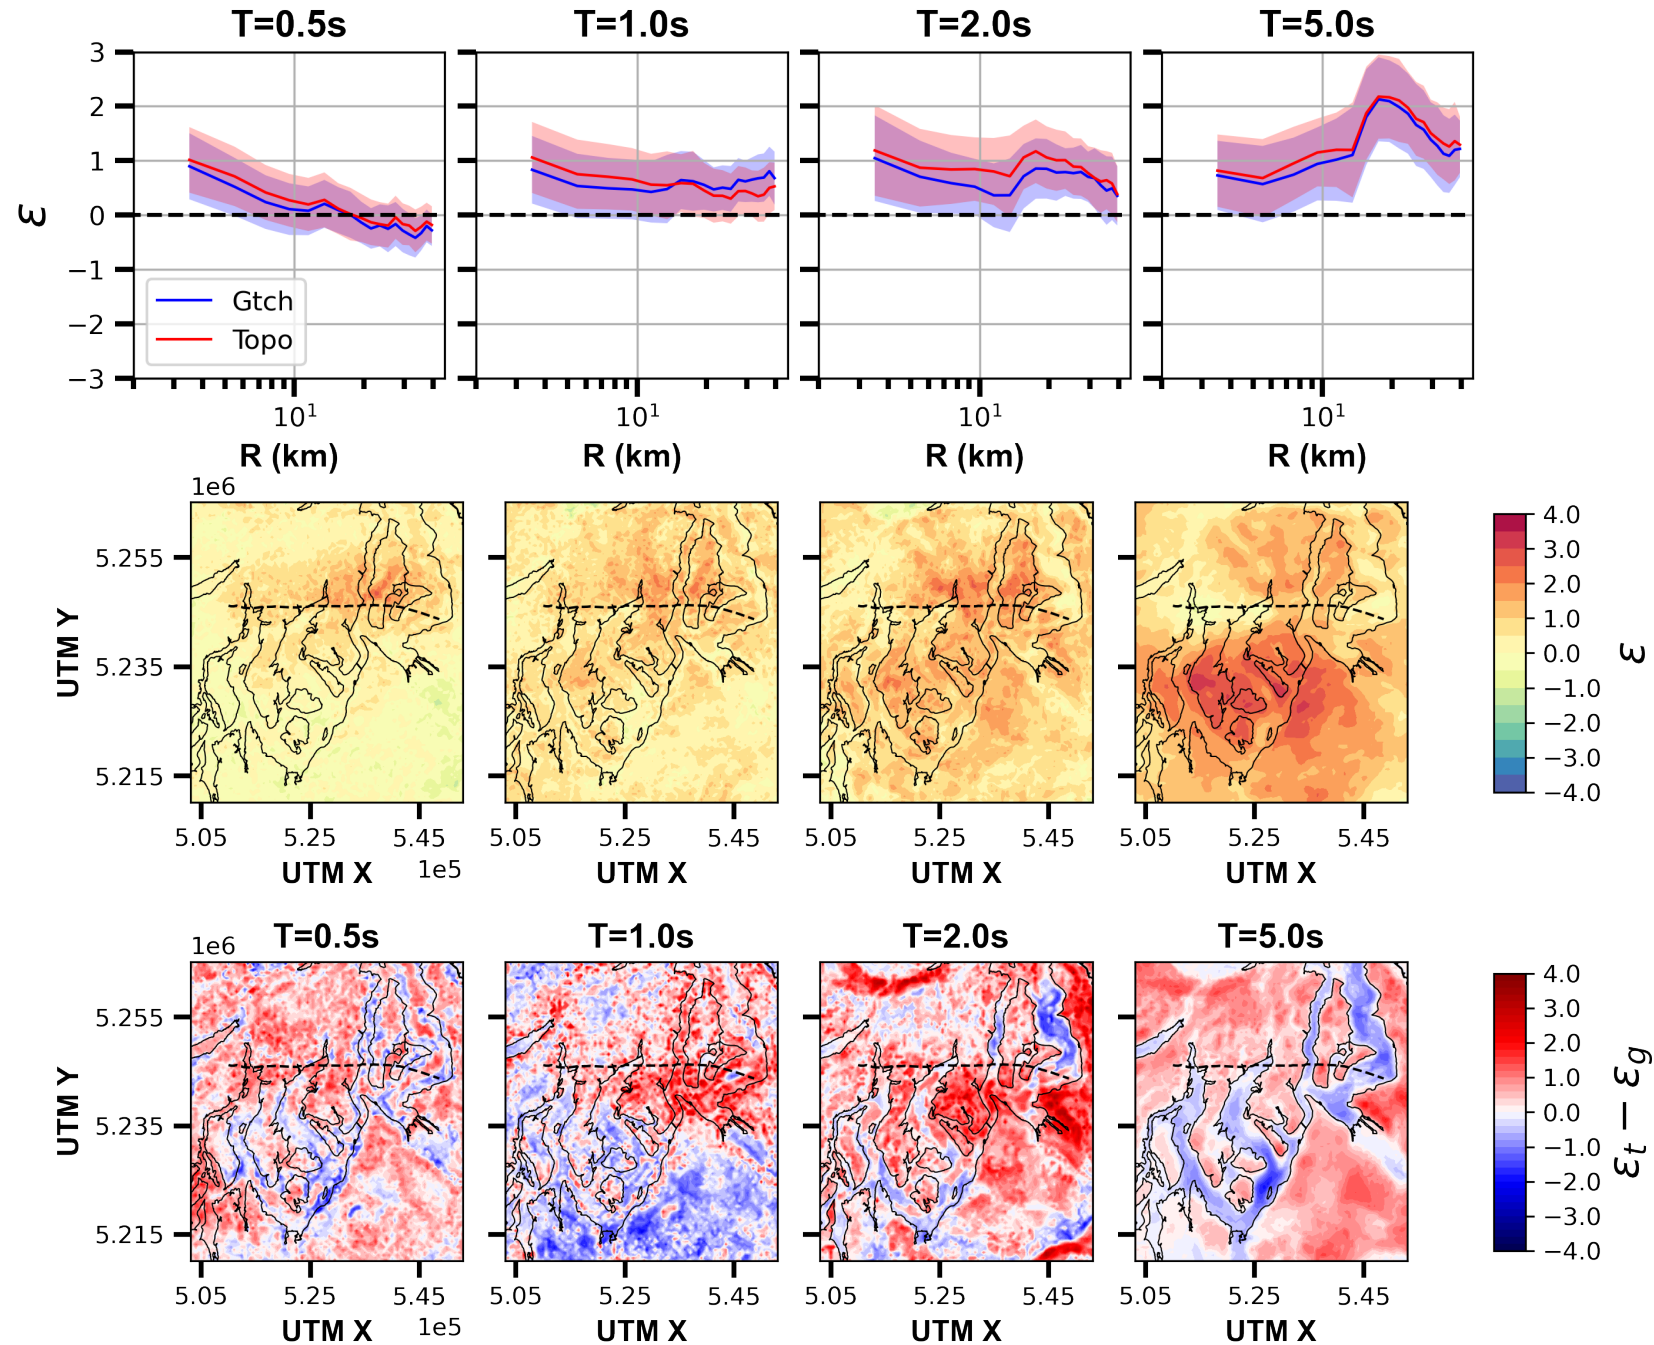 T=0.5s T=1.0s T=2.0s T=5.0s
3
2
1
0
−1
−2
−3
ε
Gtch
Topo
10¹ 10¹ 10¹ 10¹
R (km) R (km) R (km) R (km)
1e6
5.255
5.235
5.215
UTM Y
5.05 5.25 5.45 5.05 5.25 5.45 5.05 5.25 5.45 5.05 5.25 5.45
UTM X 1e5 UTM X UTM X UTM X
4.0
3.0
2.0
1.0
0.0
−1.0
−2.0
−3.0
−4.0
ε
T=0.5s T=1.0s T=2.0s T=5.0s
1e6
5.255
5.235
5.215
UTM Y
5.05 5.25 5.45 5.05 5.25 5.45 5.05 5.25 5.45 5.05 5.25 5.45
UTM X 1e5 UTM X UTM X UTM X
4.0
3.0
2.0
1.0
0.0
−1.0
−2.0
−3.0
−4.0
εt − εg